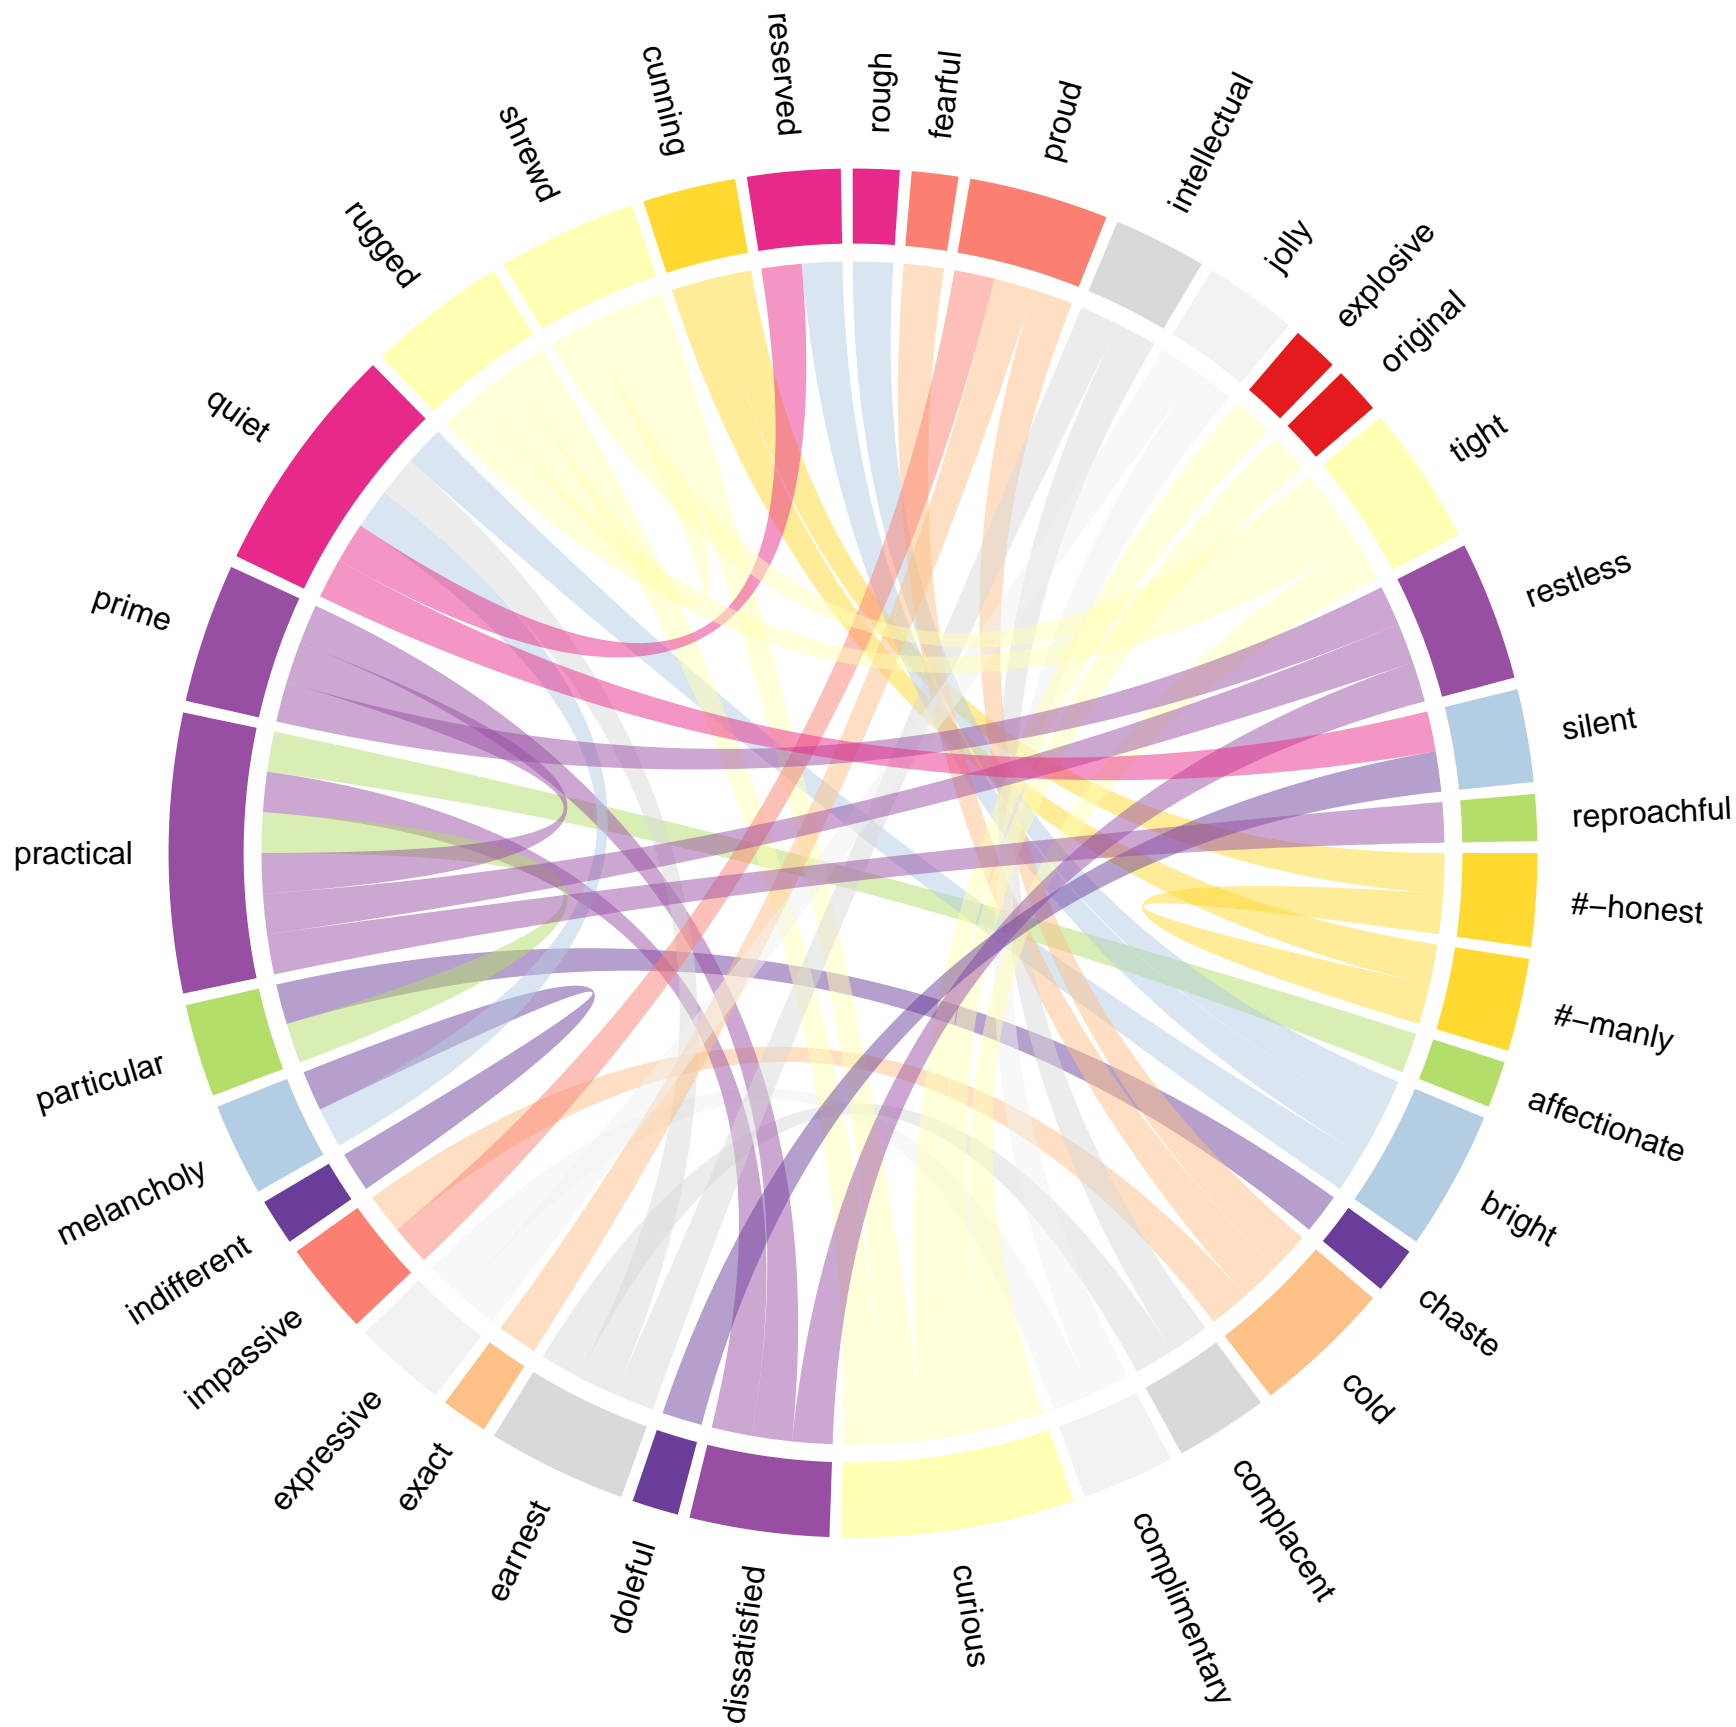 reserved
rough
fearful
proud
intellectual
jolly
explosive
original
tight
restless
silent
reproachful
#–honest
#–manly
affectionate
bright
chaste
cold
complacent
complimentary
curious
dissatisfied
doleful
earnest
exact
expressive
impassive
indifferent
melancholy
particular
practical
prime
quiet
rugged
shrewd
cunning